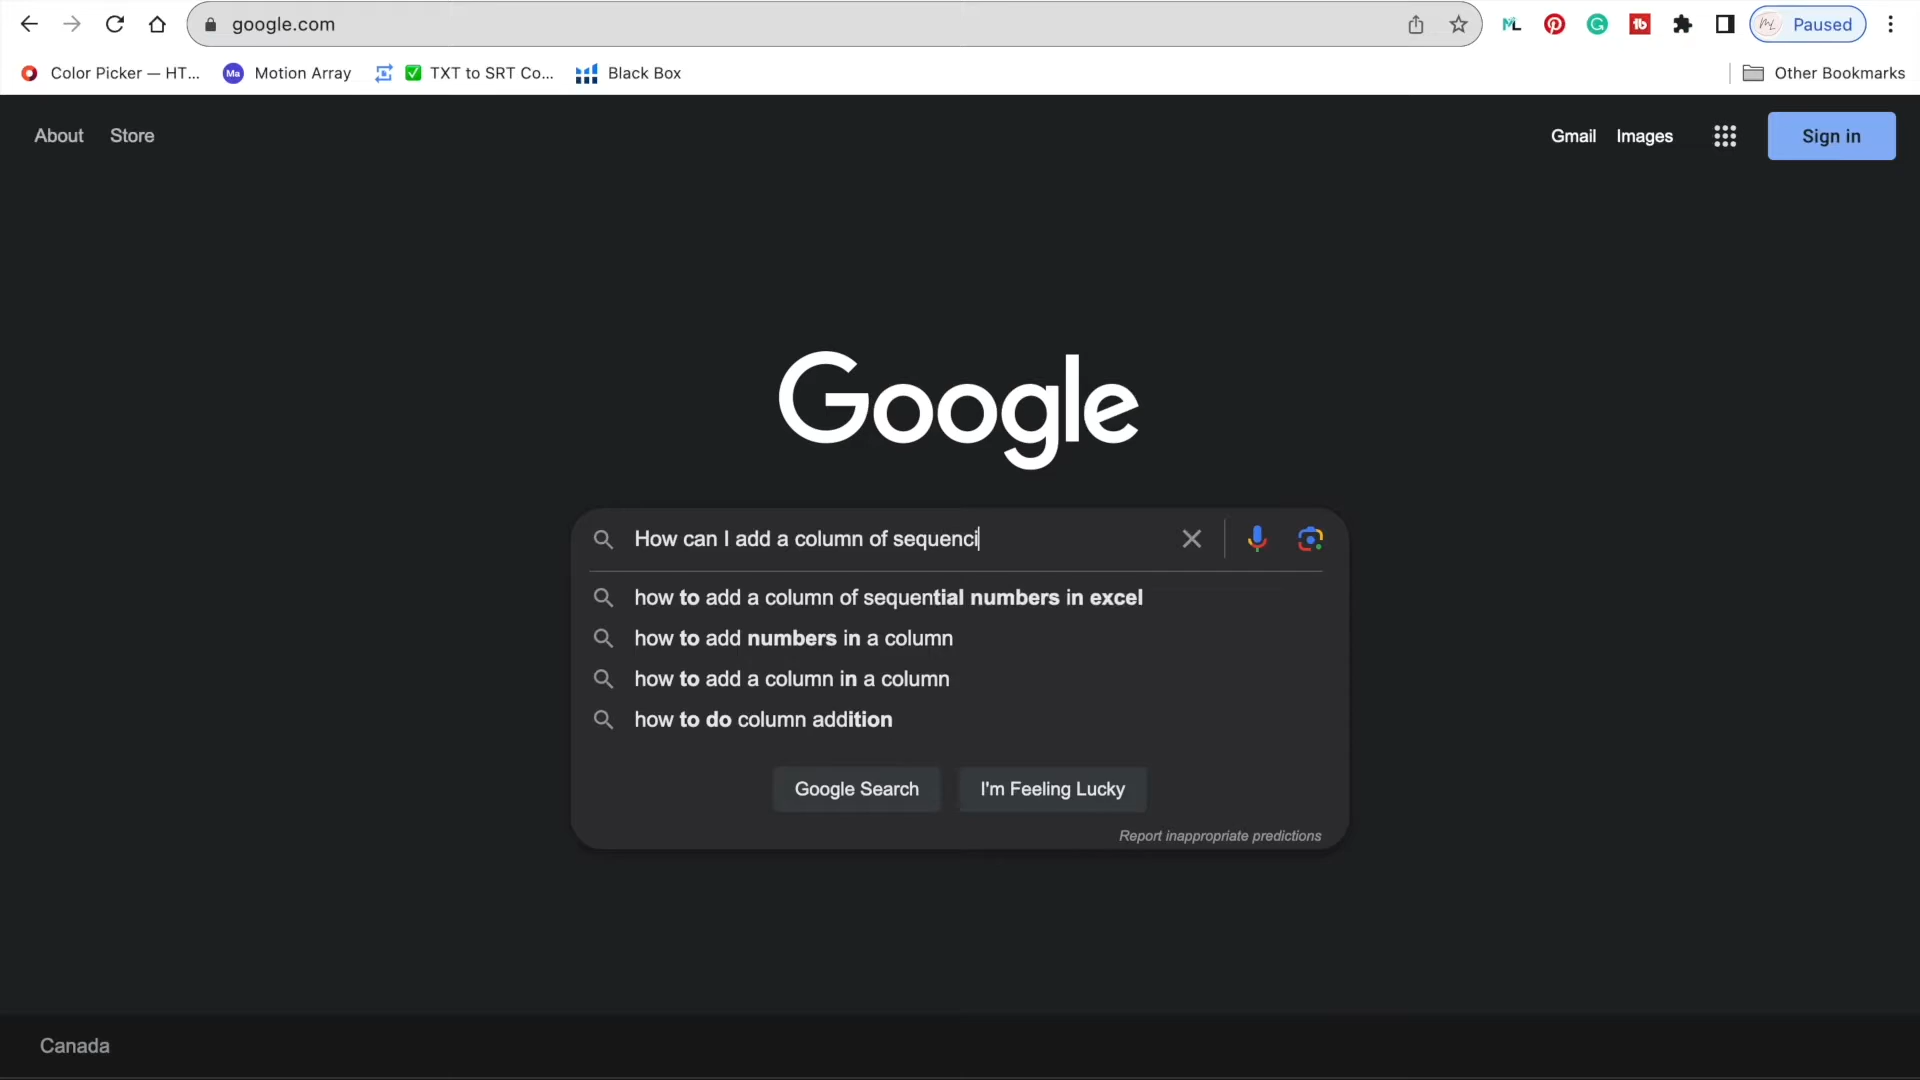 google.com
Paused
Color Picker — HT...
Ma
Motion Array
TXT to SRT Co...
Black Box
Other Bookmarks
About
Store
Gmail
Images
Sign in
Google
How can I add a column of sequenci
how to add a column of sequential numbers in excel
how to add numbers in a column
how to add a column in a column
how to do column addition
Google Search
I'm Feeling Lucky
Report inappropriate predictions
Canada